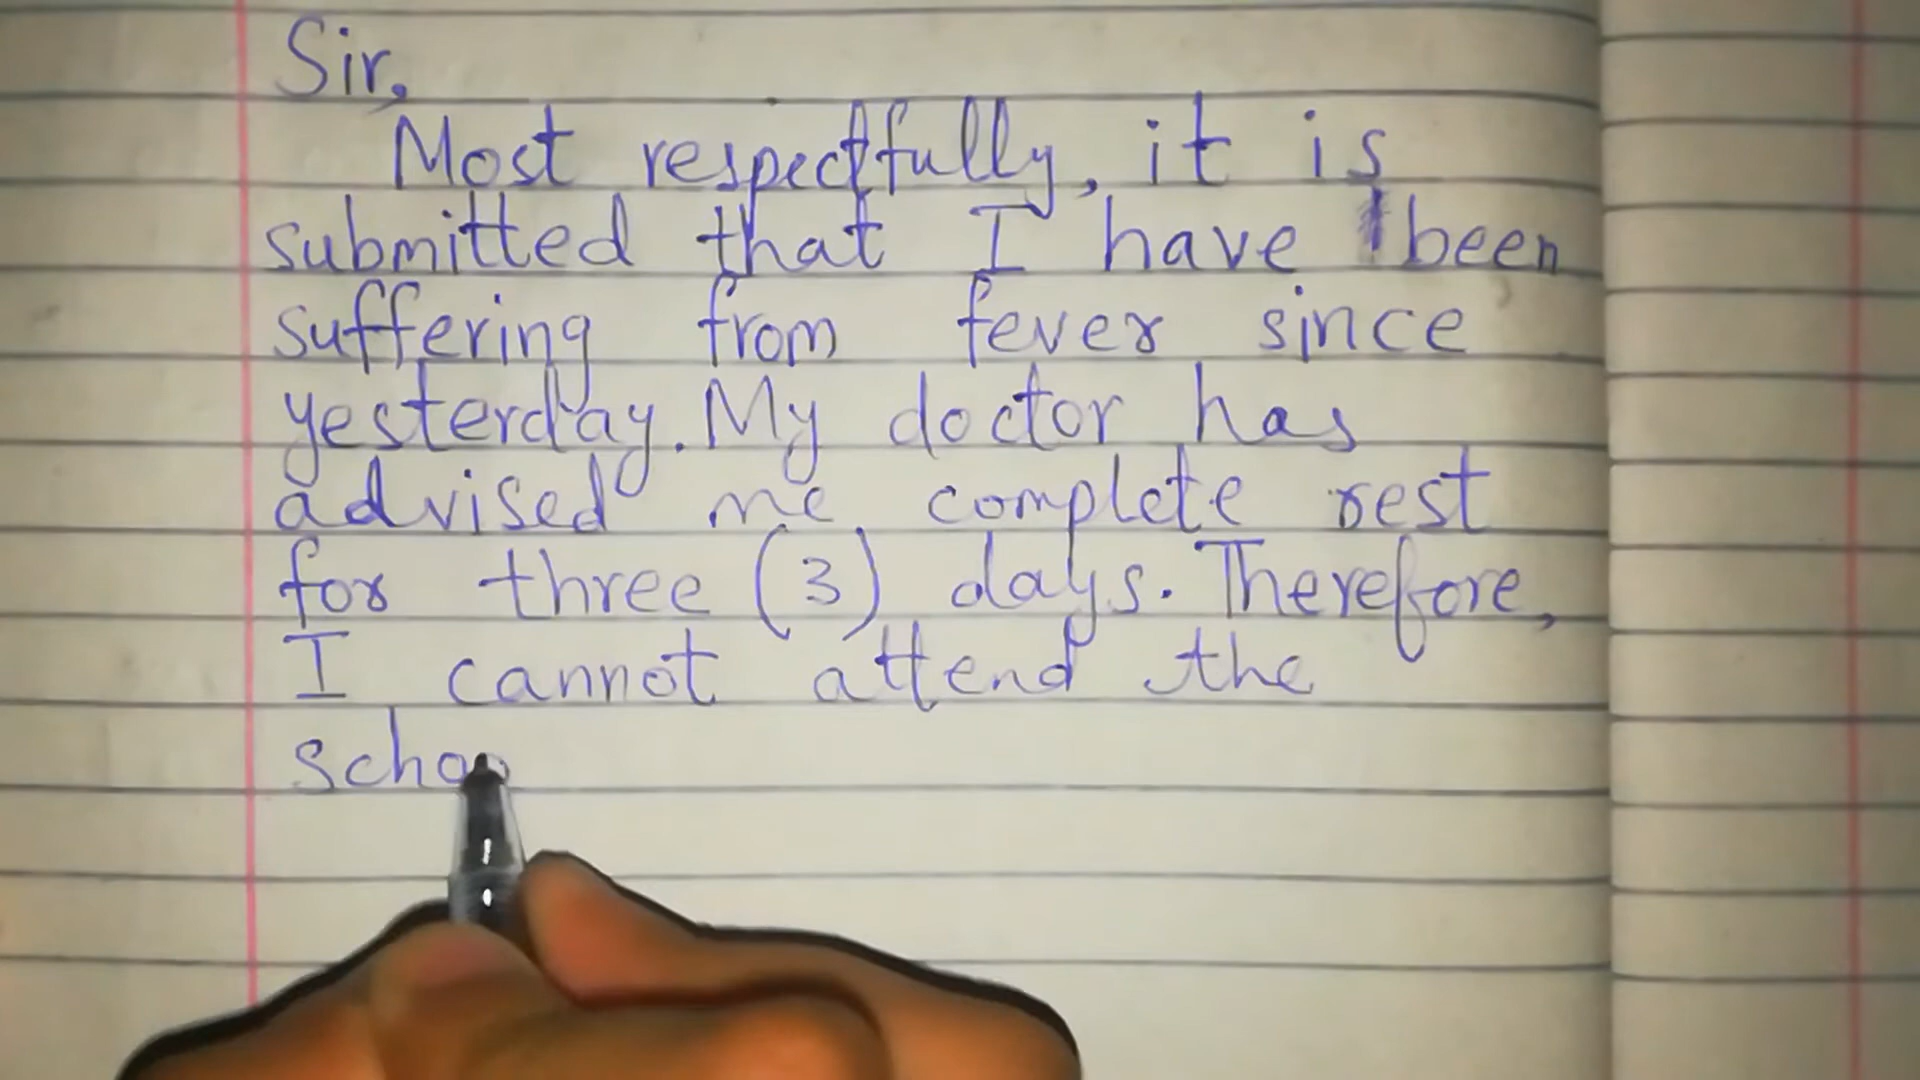 Sir,
Most respectfully, it is
submitted that I have been
suffering from fever since
yesterday. My doctor has
advised me complete rest
for three (3) days. Therefore,
I cannot attend the
schoo